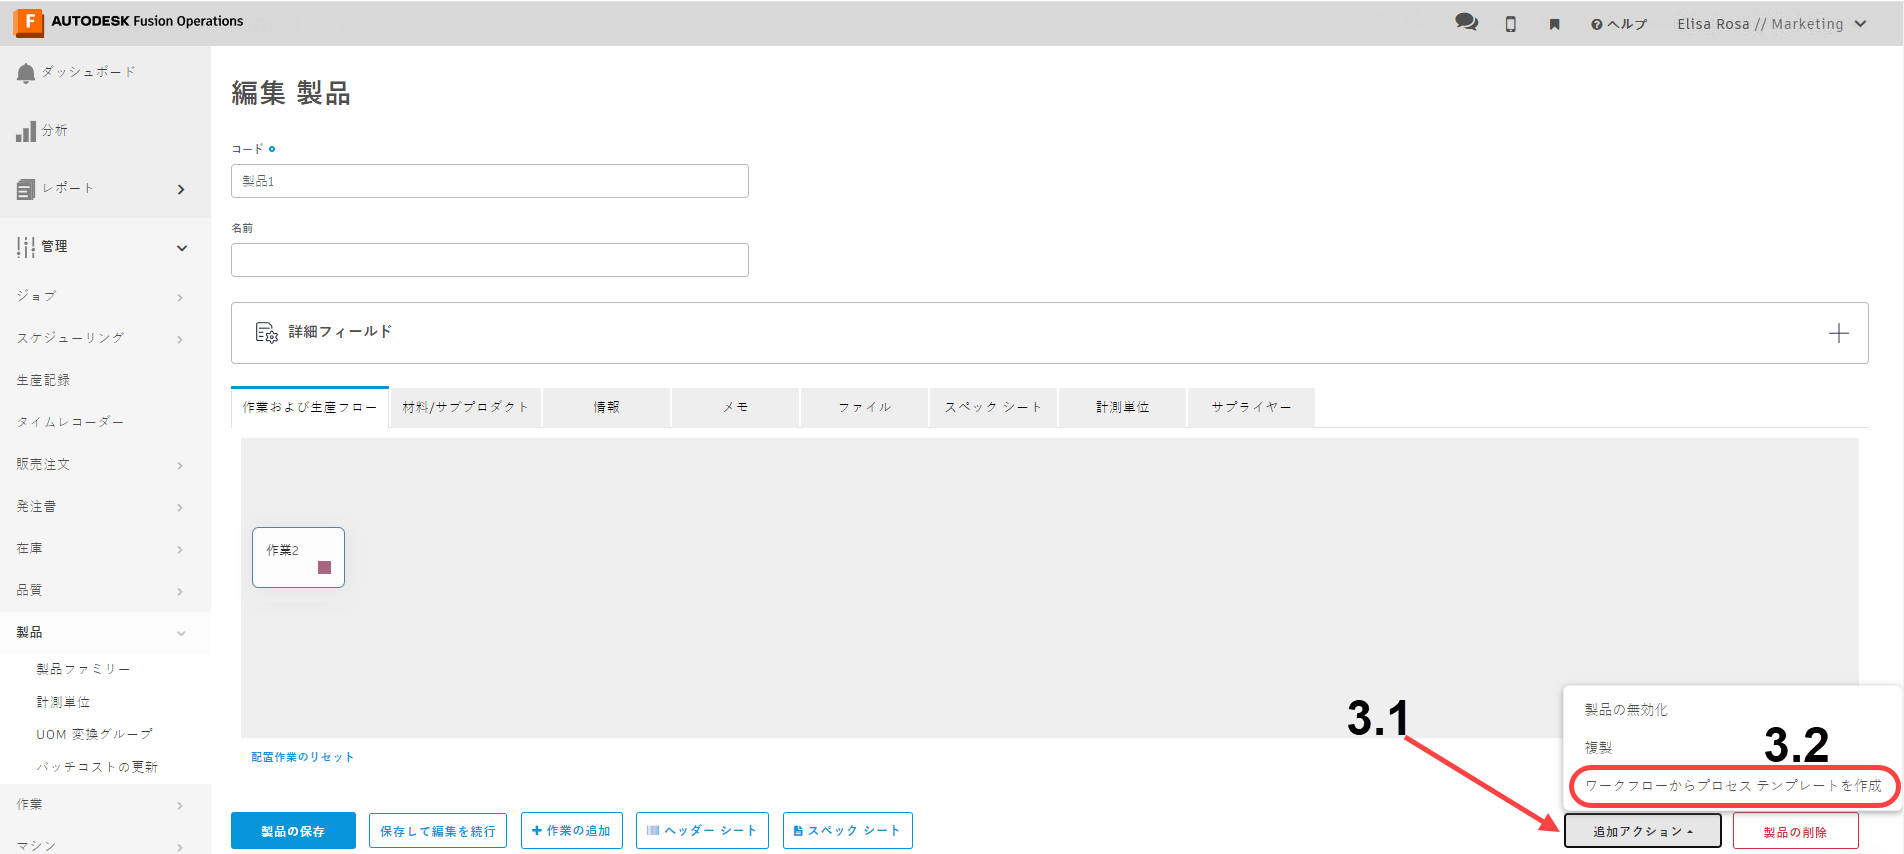 AUTODESK Fusion Operations
ヘルプ
Elisa Rosa // Marketing
ダッシュボード
分析
レポート
管理
ジョブ
スケジューリング
生産記録
タイムレコーダー
販売注文
発注書
在庫
品質
製品
製品ファミリー
計測単位
UOM 変換グループ
バッチコストの更新
作業
マシン
編集 製品
コード
製品1
名前
詳細フィールド
作業および生産フロー
材料/サブプロダクト
情報
メモ
ファイル
スペック シート
計測単位
サプライヤー
作業2
配置作業のリセット
3.1
製品の無効化
複製
3.2
ワークフローからプロセス テンプレートを作成
製品の保存
保存して編集を続行
作業の追加
ヘッダー シート
スペック シート
追加アクション
製品の削除